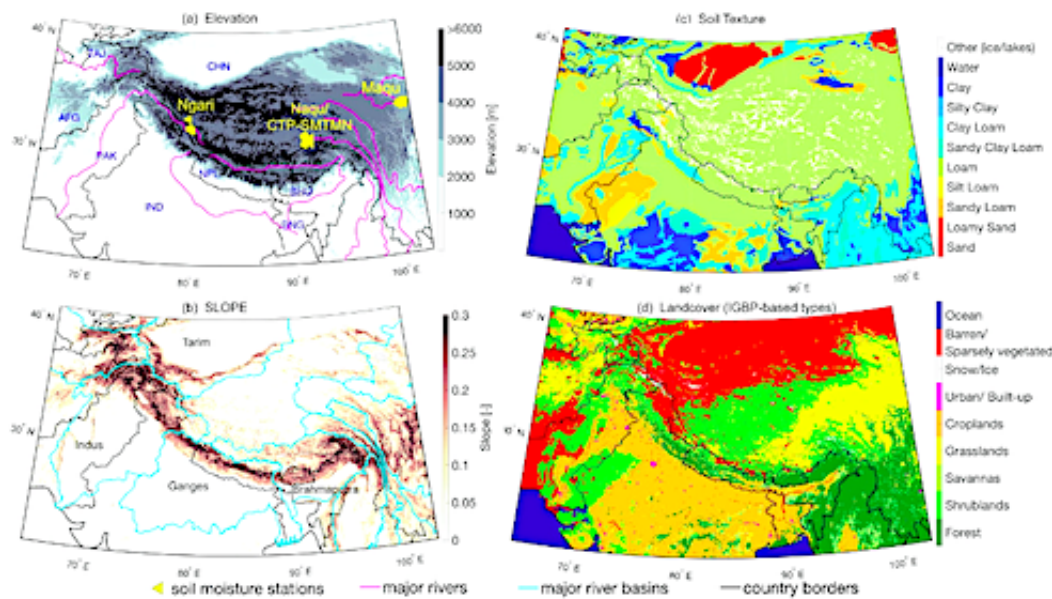 (a) Elevation
40° N
30° N
TAJ
CHN
AFG
PAK
IND
NPL
BHU
BNG
Ngari
Naqu/
CTP-SMTMN
Maqu
70° E
80° E
90° E
100° E
>6000
5000
4000
3000
2000
1000
Elevation [m]
(c) Soil Texture
40° N
30° N
70° E
80° E
90° E
100° E
Other (ice/lakes)
Water
Clay
Silty Clay
Clay Loam
Sandy Clay Loam
Loam
Silt Loam
Sandy Loam
Loamy Sand
Sand
(b) SLOPE
40° N
30° N
Tarim
Indus
Ganges
Brahmaputra
70° E
80° E
90° E
100° E
0.3
0.25
0.2
0.15
0.1
0.05
0
Slope [-]
(d) Landcover (IGBP-based types)
40° N
70° E
80° E
90° E
100° E
Ocean
Barren/
Sparsely vegetated
Snow/Ice
Urban/ Built-up
Croplands
Grasslands
Savannas
Shrublands
Forest
soil moisture stations
major rivers
major river basins
country borders